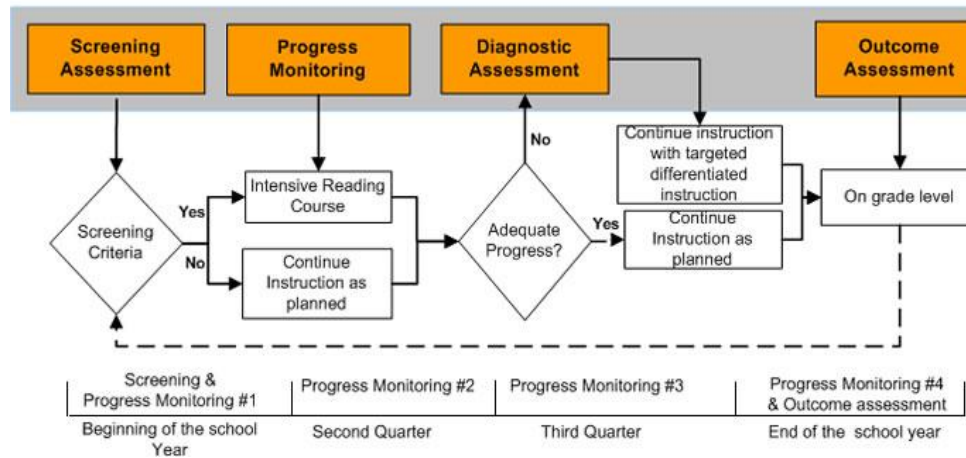 Screening
Assessment
Progress
Monitoring
Diagnostic
Assessment
Outcome
Assessment
Screening
Criteria
Yes
No
Intensive Reading
Course
Continue
Instruction as
planned
Adequate
Progress?
No
Yes
Continue instruction
with targeted
differentiated
instruction
Continue
Instruction as
planned
On grade level
Screening &
Progress Monitoring #1
Progress Monitoring #2
Progress Monitoring #3
Progress Monitoring #4
& Outcome assessment
Beginning of the school
Year
Second Quarter
Third Quarter
End of the school year